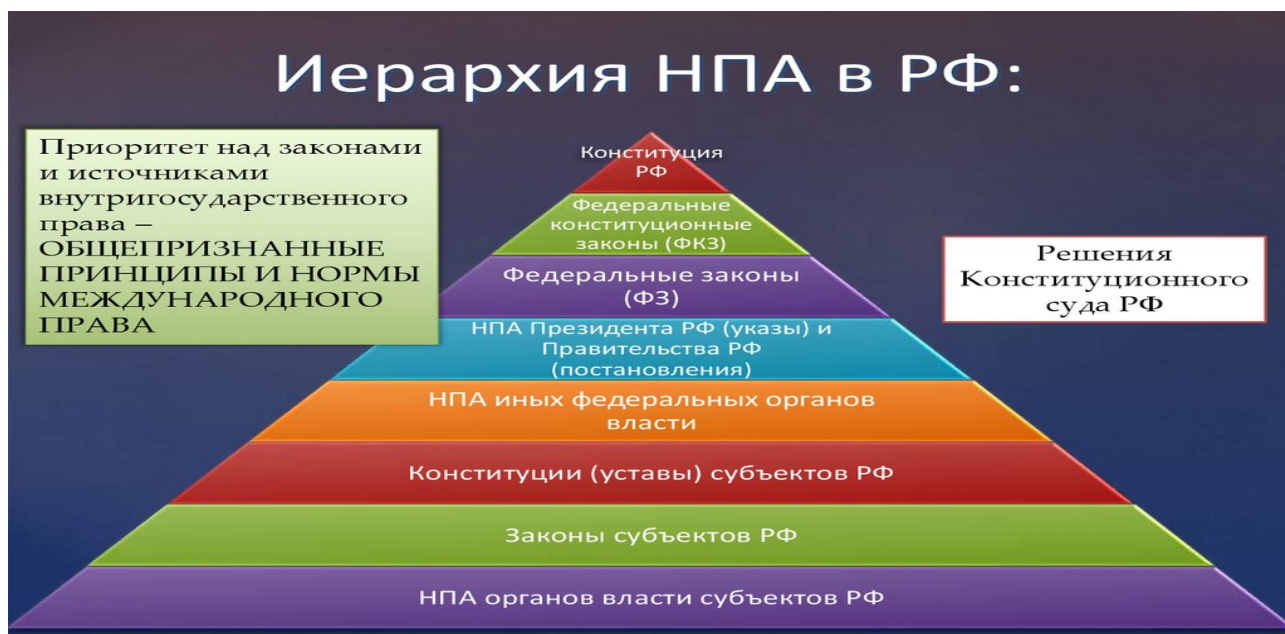 Иерархия НПА в РФ:
Приоритет над законами
и источниками
внутригосударственного
права –
ОБЩЕПРИЗНАННЫЕ
ПРИНЦИПЫ И НОРМЫ
МЕЖДУНАРОДНОГО
ПРАВА
Конституция
РФ
Федеральные
конституционные
законы (ФКЗ)
Федеральные законы
(ФЗ)
НПА Президента РФ (указы) и
Правительства РФ
(постановления)
НПА иных федеральных органов
власти
Конституции (уставы) субъектов РФ
Законы субъектов РФ
НПА органов власти субъектов РФ
Решения
Конституционного
суда РФ